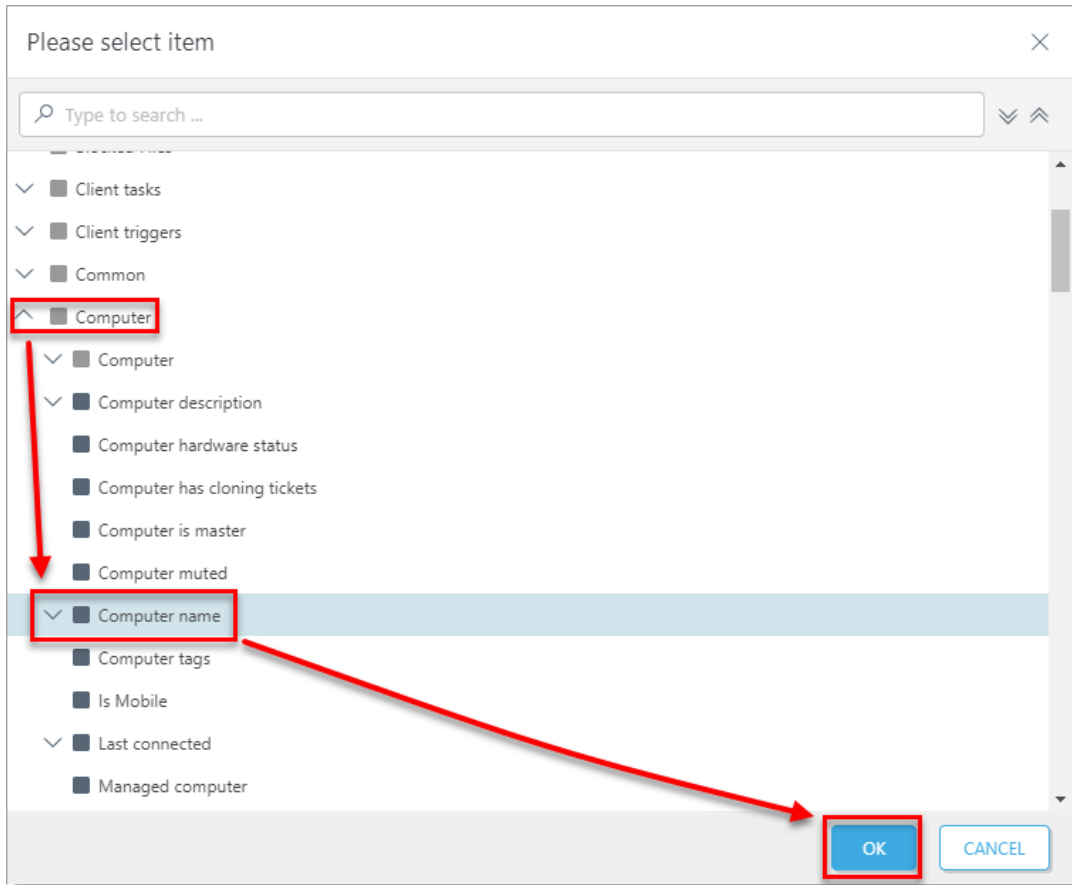 Please select item
Type to search ...
Client tasks
Client triggers
Common
Computer
Computer
Computer description
Computer hardware status
Computer has cloning tickets
Computer is master
Computer muted
Computer name
Computer tags
Is Mobile
Last connected
Managed computer
OK
CANCEL